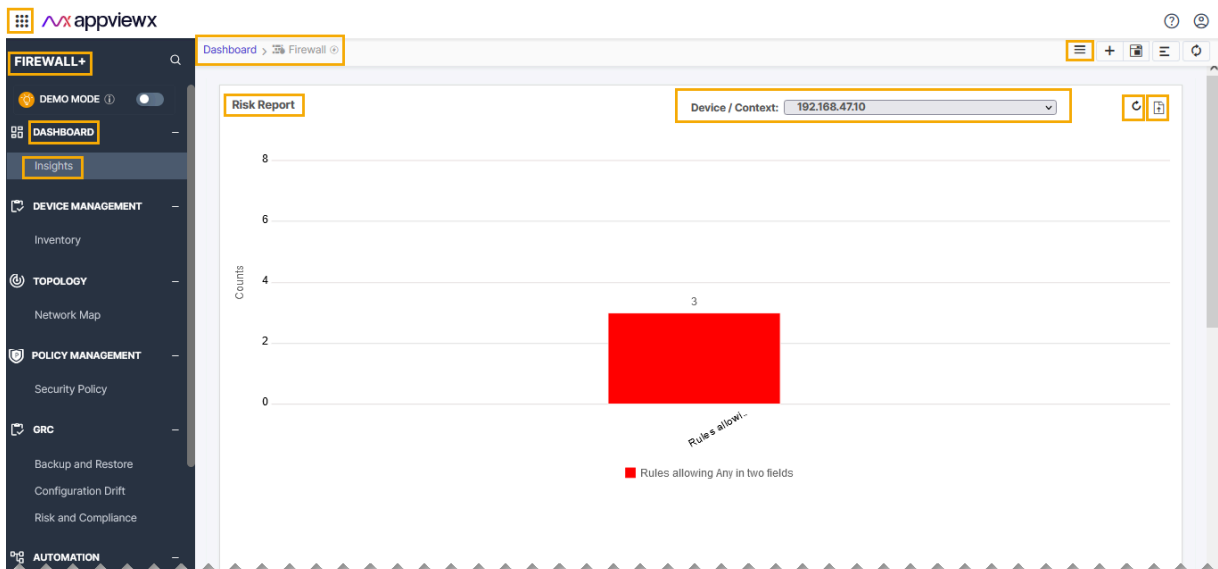 appviewx
FIREWALL+
DEMO MODE
DASHBOARD
Insights
DEVICE MANAGEMENT
Inventory
TOPOLOGY
Network Map
POLICY MANAGEMENT
Security Policy
GRC
Backup and Restore
Configuration Drift
Risk and Compliance
AUTOMATION
Dashboard > Firewall
Risk Report
Device / Context: 192.168.47.10
8
6
4
2
0
Counts
3
Rules allowi..
Rules allowing Any in two fields